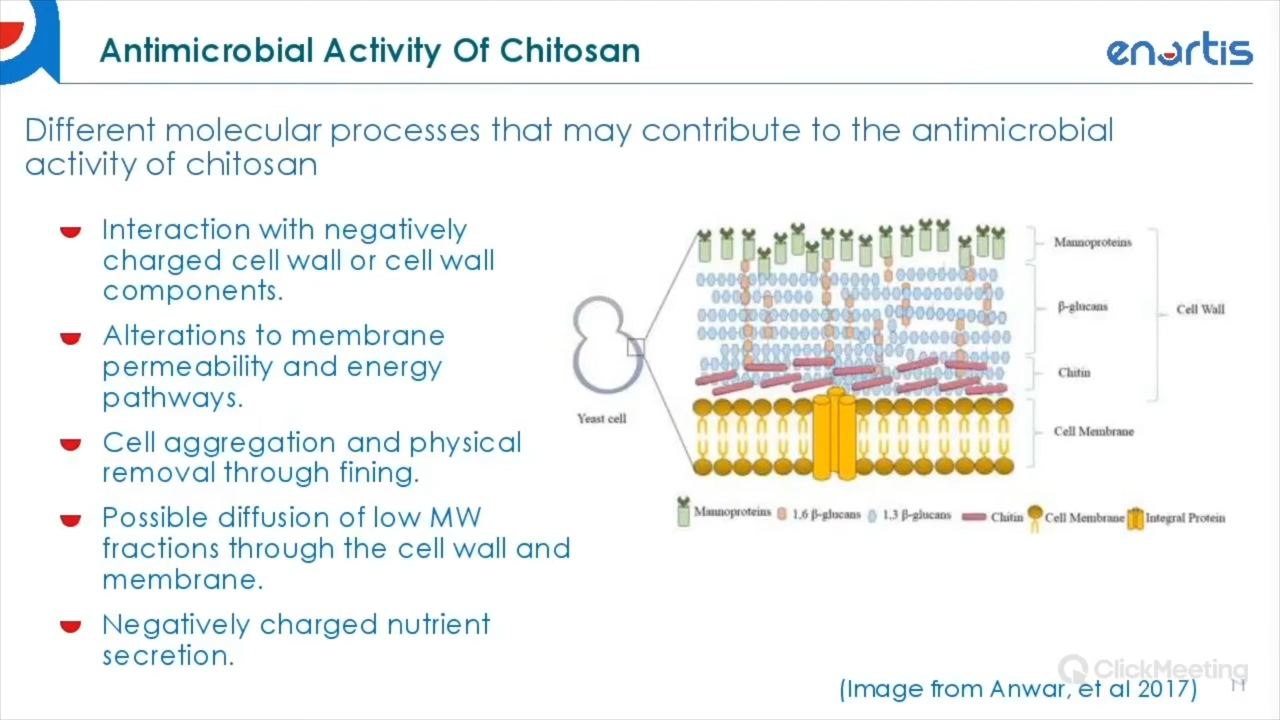 Antimicrobial Activity Of Chitosan
enartis
Different molecular processes that may contribute to the antimicrobial
activity of chitosan
Interaction with negatively
charged cell wall or cell wall
components.
Alterations to membrane
permeability and energy
pathways.
Cell aggregation and physical
removal through fining.
Possible diffusion of low MW
fractions through the cell wall and
membrane.
Negatively charged nutrient
secretion.
Yeast cell
Mannoproteins
β-glucans
Cell Wall
Chitin
Cell Membrane
Mannoproteins 1,6 β-glucans 1,3 β-glucans Chitin Cell Membrane Integral Protein
ClickMeeting
(Image from Anwar, et al 2017)
11